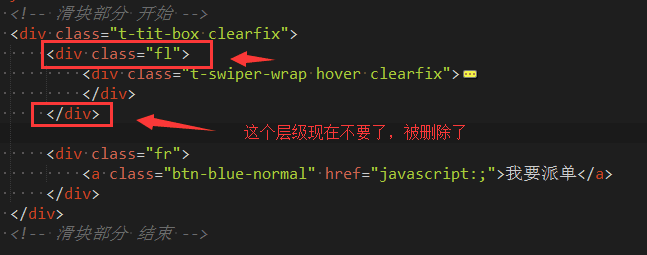 <!-- 滑块部分 开始 -->
<div class="t-tit-box clearfix">
<div class="fl">
<div class="t-swiper-wrap hover clearfix">
</div>
</div>
这个层级现在不要了，被删除了
<div class="fr">
<a class="btn-blue-normal" href="javascript:;">我要派单</a>
</div>
</div>
<!-- 滑块部分 结束 -->